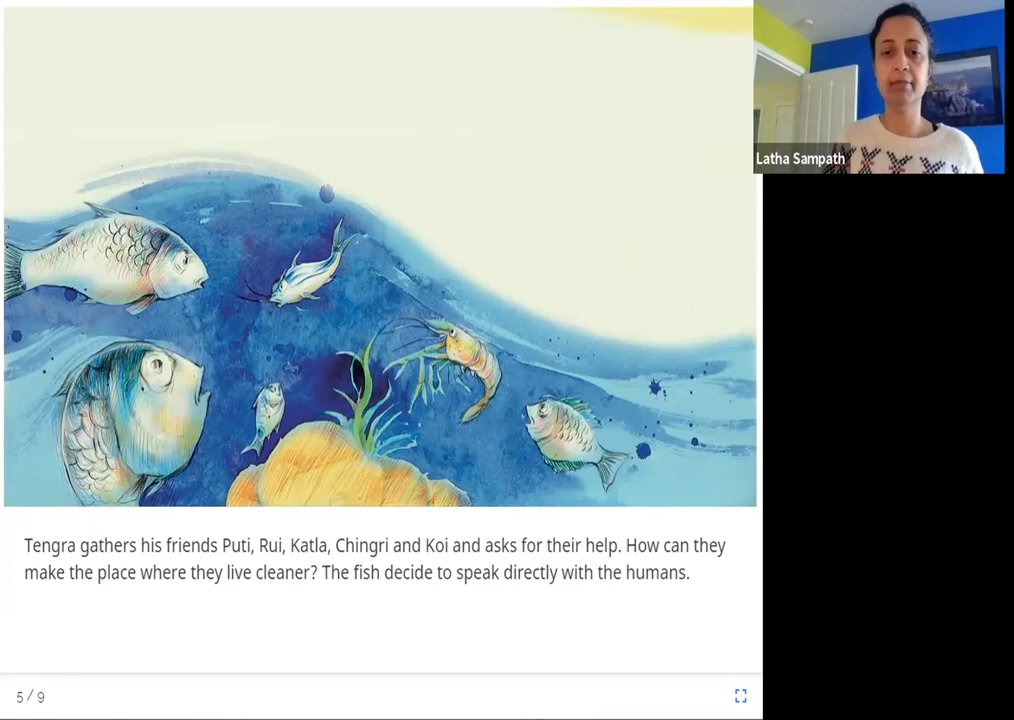 Latha Sampath
Tengra gathers his friends Puti, Rui, Katla, Chingri and Koi and asks for their help. How can they
make the place where they live cleaner? The fish decide to speak directly with the humans.
5 / 9